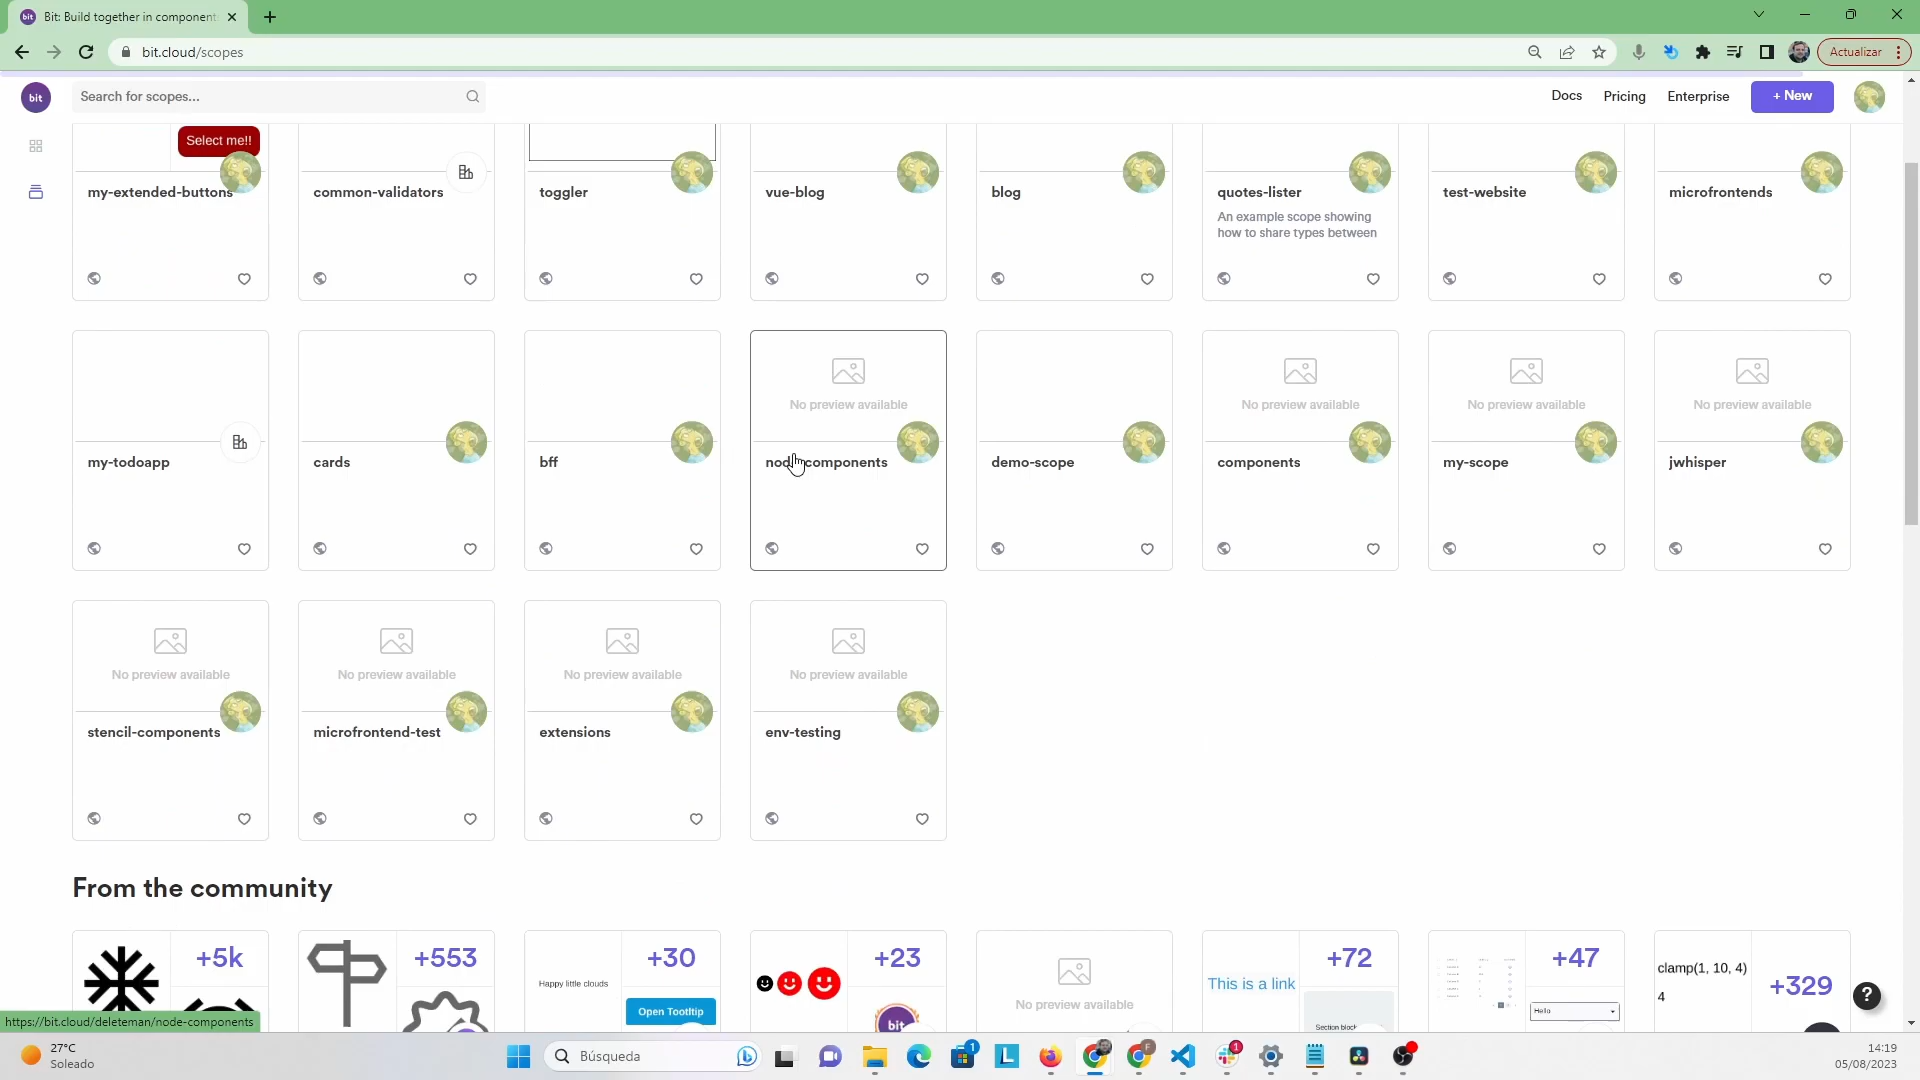 Bit: Build together in component
bit.cloud/scopes
Actualizar
bit
Search for scopes...
Docs
Pricing
Enterprise
+ New
Select me!!
my-extended-buttons
common-validators
toggler
vue-blog
blog
quotes-lister
An example scope showing
how to share types between
test-website
microfrontends
my-todoapp
cards
bff
No preview available
node-components
demo-scope
No preview available
components
No preview available
my-scope
No preview available
jwhisper
No preview available
stencil-components
No preview available
microfrontend-test
No preview available
extensions
No preview available
env-testing
From the community
+5k
+553
Happy little clouds
+30
Open Tootltip
+23
bit
No preview available
This is a link
+72
Section block
+47
Hello
clamp(1, 10, 4)
4
+329
?
https://bit.cloud/deleteman/node-components
27°C
Soleado
Búsqueda
14:19
05/08/2023